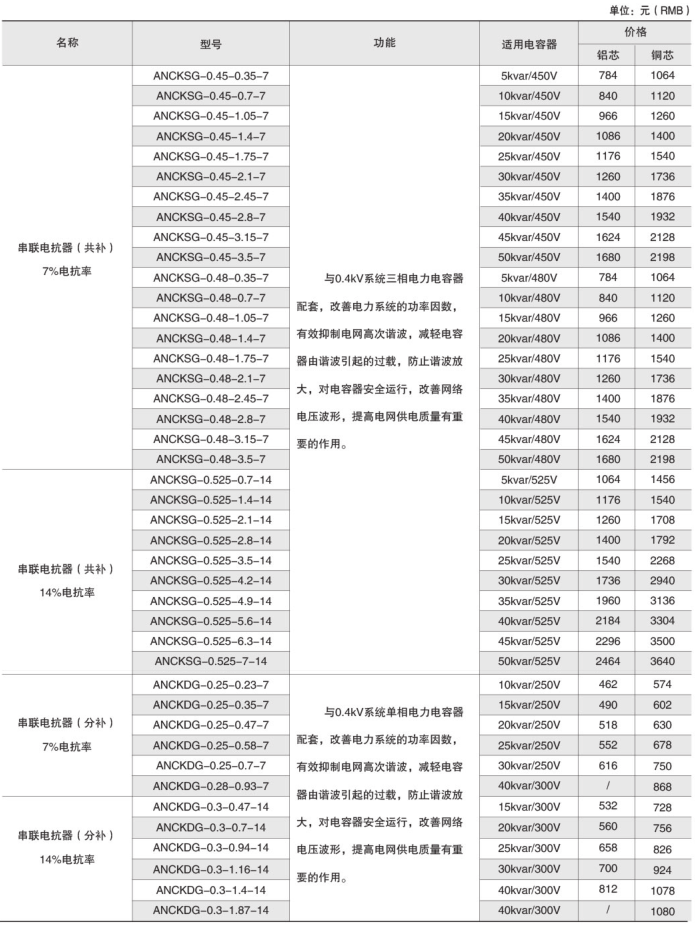 单位：元（RMB）
名称 型号 功能 适用电容器 价格
铝芯 铜芯
ANCKSG-0.45-0.35-7 5kvar/450V 784 1064
ANCKSG-0.45-0.7-7 10kvar/450V 840 1120
ANCKSG-0.45-1.05-7 15kvar/450V 966 1260
ANCKSG-0.45-1.4-7 20kvar/450V 1086 1400
ANCKSG-0.45-1.75-7 25kvar/450V 1176 1540
ANCKSG-0.45-2.1-7 30kvar/450V 1260 1736
ANCKSG-0.45-2.45-7 35kvar/450V 1400 1876
ANCKSG-0.45-2.8-7 40kvar/450V 1540 1932
ANCKSG-0.45-3.15-7 45kvar/450V 1624 2128
ANCKSG-0.45-3.5-7 50kvar/450V 1680 2198
串联电抗器（共补）
7%电抗率
ANCKSG-0.48-0.35-7 5kvar/480V 784 1064
ANCKSG-0.48-0.7-7 10kvar/480V 840 1120
ANCKSG-0.48-1.05-7 15kvar/480V 966 1260
ANCKSG-0.48-1.4-7 20kvar/480V 1086 1400
ANCKSG-0.48-1.75-7 25kvar/480V 1176 1540
ANCKSG-0.48-2.1-7 30kvar/480V 1260 1736
ANCKSG-0.48-2.45-7 35kvar/480V 1400 1876
ANCKSG-0.48-2.8-7 40kvar/480V 1540 1932
ANCKSG-0.48-3.15-7 45kvar/480V 1624 2128
ANCKSG-0.48-3.5-7 50kvar/480V 1680 2198
与0.4kV系统三相电力电容器
配套，改善电力系统的功率因数，
有效抑制电网高次谐波，减轻电容
器由谐波引起的过载，防止谐波放
大，对电容器安全运行，改善网络
电压波形，提高电网供电质量有重
要的作用。
ANCKSG-0.525-0.7-14 5kvar/525V 1064 1456
ANCKSG-0.525-1.4-14 10kvar/525V 1176 1540
ANCKSG-0.525-2.1-14 15kvar/525V 1260 1708
ANCKSG-0.525-2.8-14 20kvar/525V 1400 1792
ANCKSG-0.525-3.5-14 25kvar/525V 1540 2268
串联电抗器（共补）
14%电抗率
ANCKSG-0.525-4.2-14 30kvar/525V 1736 2940
ANCKSG-0.525-4.9-14 35kvar/525V 1960 3136
ANCKSG-0.525-5.6-14 40kvar/525V 2184 3304
ANCKSG-0.525-6.3-14 45kvar/525V 2296 3500
ANCKSG-0.525-7-14 50kvar/525V 2464 3640
ANCKDG-0.25-0.23-7 10kvar/250V 462 574
ANCKDG-0.25-0.35-7 15kvar/250V 490 602
ANCKDG-0.25-0.47-7 20kvar/250V 518 630
串联电抗器（分补）
7%电抗率
ANCKDG-0.25-0.58-7 25kvar/250V 552 678
ANCKDG-0.25-0.7-7 30kvar/250V 616 750
ANCKDG-0.28-0.93-7 40kvar/300V / 868
与0.4kV系统单相电力电容器
配套，改善电力系统的功率因数，
有效抑制电网高次谐波，减轻电容
器由谐波引起的过载，防止谐波放
大，对电容器安全运行，改善网络
电压波形，提高电网供电质量有重
要的作用。
ANCKDG-0.3-0.47-14 15kvar/300V 532 728
ANCKDG-0.3-0.7-14 20kvar/300V 560 756
串联电抗器（分补）
14%电抗率
ANCKDG-0.3-0.94-14 25kvar/300V 658 826
ANCKDG-0.3-1.16-14 30kvar/300V 700 924
ANCKDG-0.3-1.4-14 40kvar/300V 812 1078
ANCKDG-0.3-1.87-14 40kvar/300V / 1080